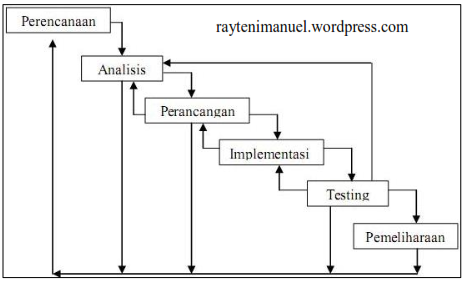 Perencanaan
raytenimanuel.wordpress.com
Analisis
Perancangan
Implementasi
Testing
Pemeliharaan